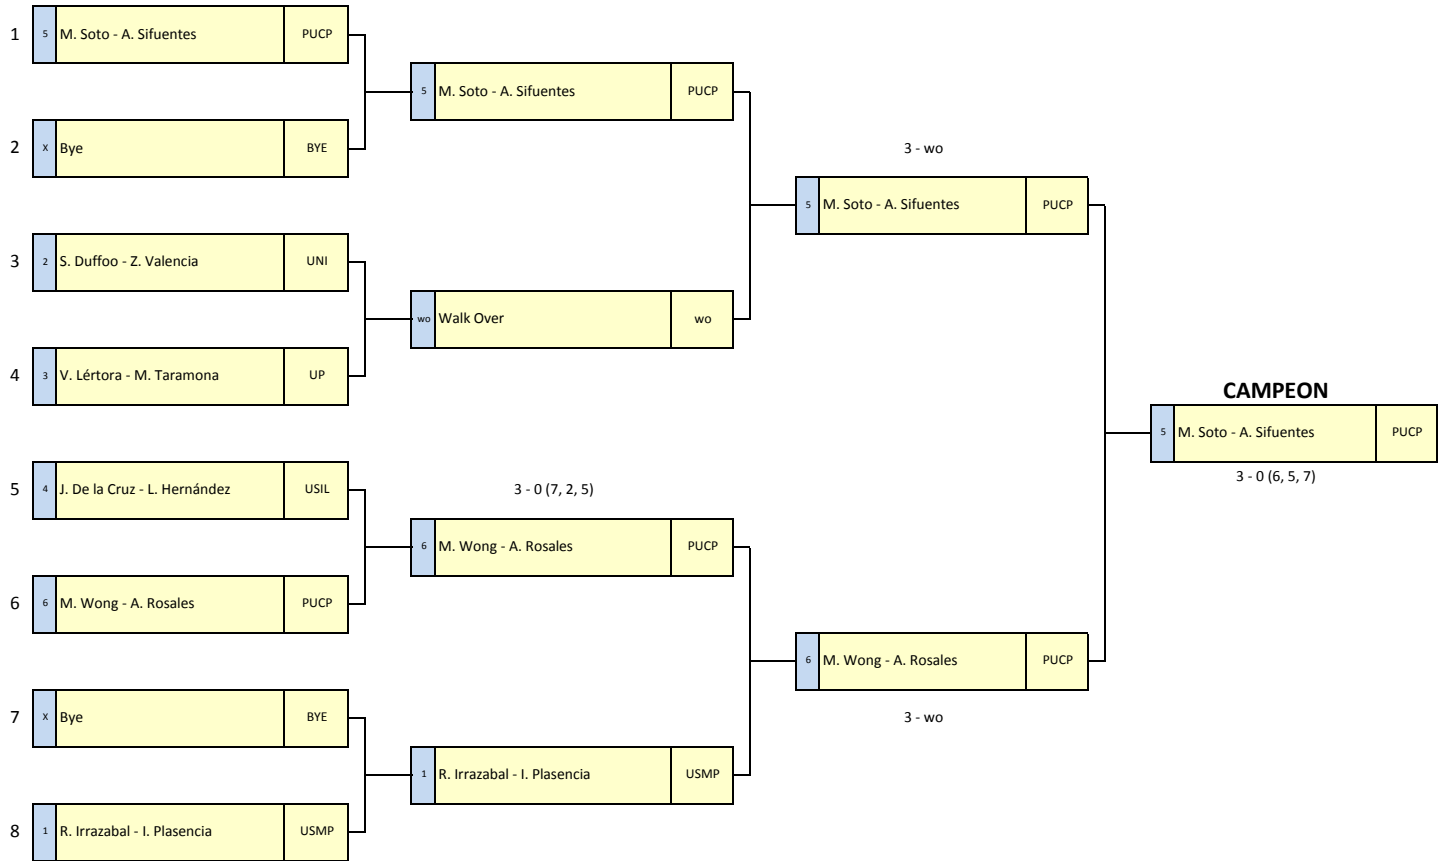 1 5 M. Soto - A. Sifuentes PUCP
5 M. Soto - A. Sifuentes PUCP
2 X Bye BYE
3 - wo
5 M. Soto - A. Sifuentes PUCP
3 2 S. Duffoo - Z. Valencia UNI
wo Walk Over wo
4 3 V. Lértora - M. Taramona UP
CAMPEON
5 M. Soto - A. Sifuentes PUCP
3 - 0 (6, 5, 7)
5 4 J. De la Cruz - L. Hernández USIL
3 - 0 (7, 2, 5)
6 M. Wong - A. Rosales PUCP
6 6 M. Wong - A. Rosales PUCP
6 M. Wong - A. Rosales PUCP
7 X Bye BYE
3 - wo
1 R. Irrazabal - I. Plasencia USMP
8 1 R. Irrazabal - I. Plasencia USMP